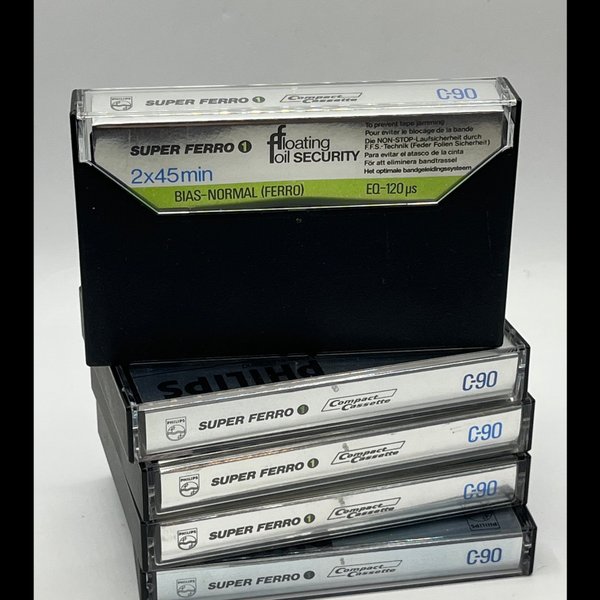 PHILIPS SUPER FERRO 1 Compact Cassette C-90
SUPER FERRO 1
floating foil SECURITY
To prevent tape jamming
Pour eviter le blocage de la bande
Die NON-STOP-Laufsicherheit durch
F.F.S.-Technik (Feder Folien Sicherheit)
Para evitar el atasco de la cinta
För att eliminera bandtrassel
Het optimale bandgeleidingssysteem.
2x45min
BIAS-NORMAL (FERRO) EQ-120 µs
PHILIPS
PHILIPS SUPER FERRO 1 Compact Cassette C-90
PHILIPS SUPER FERRO 1 Compact Cassette C-90
PHILIPS SUPER FERRO 1 Compact Cassette C-90
PHILIPS
PHILIPS SUPER FERRO 1 Compact Cassette C-90